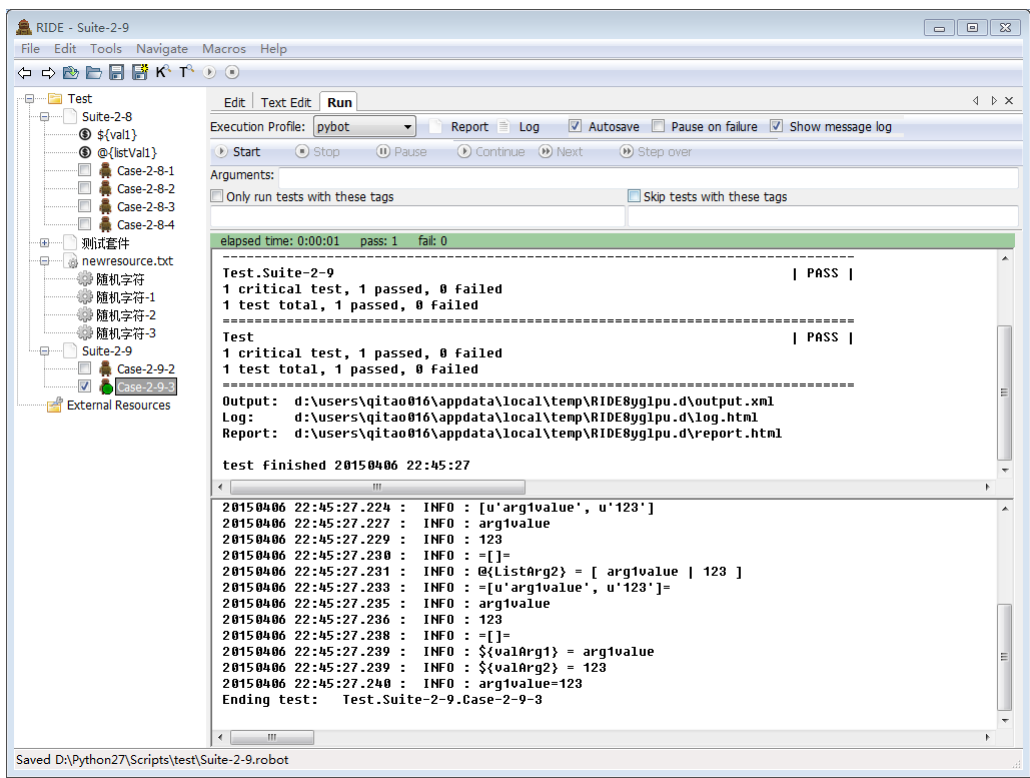 RIDE - Suite-2-9
File Edit Tools Navigate Macros Help
Test
Suite-2-8
${val1}
@{listVal1}
Case-2-8-1
Case-2-8-2
Case-2-8-3
Case-2-8-4
测试套件
newresource.txt
随机字符
随机字符-1
随机字符-2
随机字符-3
Suite-2-9
Case-2-9-2
Case-2-9-3
External Resources
Edit Text Edit Run
Execution Profile: pybot Report Log Autosave Pause on failure Show message log
Start Stop Pause Continue Next Step over
Arguments:
Only run tests with these tags Skip tests with these tags
elapsed time: 0:00:01 pass: 1 fail: 0
------------------------------------------------------------------------------
Test.Suite-2-9 | PASS |
1 critical test, 1 passed, 0 failed
1 test total, 1 passed, 0 failed
==============================================================================
Test | PASS |
1 critical test, 1 passed, 0 failed
1 test total, 1 passed, 0 failed
==============================================================================
Output: d:\users\qitao016\appdata\local\temp\RIDE8yglpu.d\output.xml
Log: d:\users\qitao016\appdata\local\temp\RIDE8yglpu.d\log.html
Report: d:\users\qitao016\appdata\local\temp\RIDE8yglpu.d\report.html
test finished 20150406 22:45:27
20150406 22:45:27.224 : INFO : [u'arg1value', u'123']
20150406 22:45:27.227 : INFO : arg1value
20150406 22:45:27.229 : INFO : 123
20150406 22:45:27.230 : INFO : =[]=
20150406 22:45:27.231 : INFO : @{ListArg2} = [ arg1value | 123 ]
20150406 22:45:27.233 : INFO : =[u'arg1value', u'123']=
20150406 22:45:27.235 : INFO : arg1value
20150406 22:45:27.236 : INFO : 123
20150406 22:45:27.238 : INFO : =[]=
20150406 22:45:27.239 : INFO : ${valArg1} = arg1value
20150406 22:45:27.239 : INFO : ${valArg2} = 123
20150406 22:45:27.240 : INFO : arg1value=123
Ending test: Test.Suite-2-9.Case-2-9-3
Saved D:\Python27\Scripts\test\Suite-2-9.robot